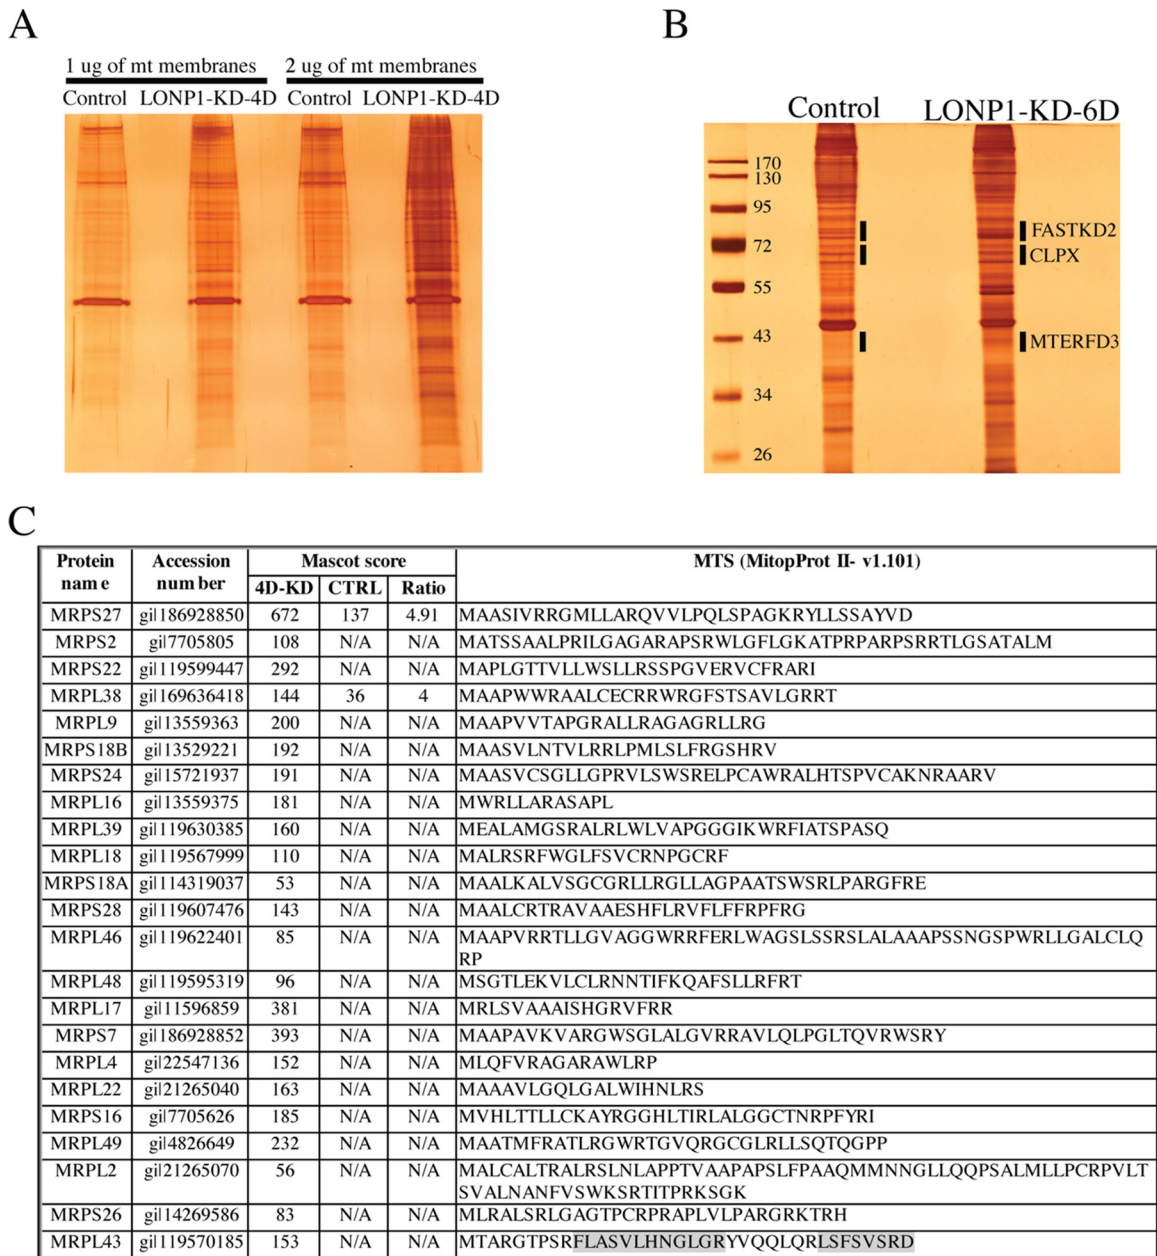 A
1 ug of mt membranes 2 ug of mt membranes
Control LONP1-KD-4D Control LONP1-KD-4D
B
Control LONP1-KD-6D
170
130
95
72
55
43
34
26
FASTKD2
CLPX
MTERFD3
C
Protein name Accession number Mascot score MTS (MitopProt II- v1.101)
4D-KD CTRL Ratio
MRPS27 gi|186928850 672 137 4.91 MAASIVRRGMLLARQVVLPQLSPAGKRYLLSSAYVD
MRPS2 gi|7705805 108 N/A N/A MATSSAALPRILGAGARAPSRWLGFLGKATPRPARPSRRTLGSATALM
MRPS22 gi|119599447 292 N/A N/A MAPLGTTVLLWSLLRSSPGVERVCFRARI
MRPL38 gi|169636418 144 36 4 MAAPWWRAALCECRRWRGFSTSAVLGRRT
MRPL9 gi|13559363 200 N/A N/A MAAPVVTAPGRALLRAGAGRLLRG
MRPS18B gi|13529221 192 N/A N/A MAASVLNTVLRRLPMLSLFRGSHRV
MRPS24 gi|15721937 191 N/A N/A MAASVCSGLLGPRVLSWSRELPCAWRALHTSPVCAKNRAARV
MRPL16 gi|13559375 181 N/A N/A MWRLLARASAPL
MRPL39 gi|119630385 160 N/A N/A MEALAMGSRALRLWLVAPGGGIKWRFIATSPASQ
MRPL18 gi|119567999 110 N/A N/A MALRSRFWGLFSVCRNPGCRF
MRPS18A gi|114319037 53 N/A N/A MAALKALVSGCGRLLRGLLAGPAATSWSRLPARGFRE
MRPS28 gi|119607476 143 N/A N/A MAALCRTRAVAAESHFLRVFLFFRPFRG
MRPL46 gi|119622401 85 N/A N/A MAAPVRRTLLGVAGGWRRFERLWAGSLSSRSLALAAAPSSNGSPWRLLGALCLQ
RP
MRPL48 gi|119595319 96 N/A N/A MSGTLEKVLCLRNNTIFKQAFSLLRFRT
MRPL17 gi|11596859 381 N/A N/A MRLSVAAAISHGRVFRR
MRPS7 gi|186928852 393 N/A N/A MAAPAVKVARGWSGLALGVRRAVLQLPGLTQVRWSRY
MRPL4 gi|22547136 152 N/A N/A MLQFVRAGARAWLRP
MRPL22 gi|21265040 163 N/A N/A MAAAVLGQLGALWIHNLRS
MRPS16 gi|7705626 185 N/A N/A MVHLTTLLCKAYRGGHLTIRLALGGCTNRPFYRI
MRPL49 gi|4826649 232 N/A N/A MAATMFRATLRGWRTGVQRGCGLRLLSQTQGPP
MRPL2 gi|21265070 56 N/A N/A MALCALTRALRSLNLAPPTVAAPAPSLFPAAQMMNNGLLQQPSALMLLPCRPVLT
SVALNANFVSWKSRTITPRKSGK
MRPS26 gi|14269586 83 N/A N/A MLRALSRLGAGTPCRPRAPLVLPARGRKTRH
MRPL43 gi|119570185 153 N/A N/A MTARGTPSRFLASVLHNGLGRYVQQLQRLSFSVSRD